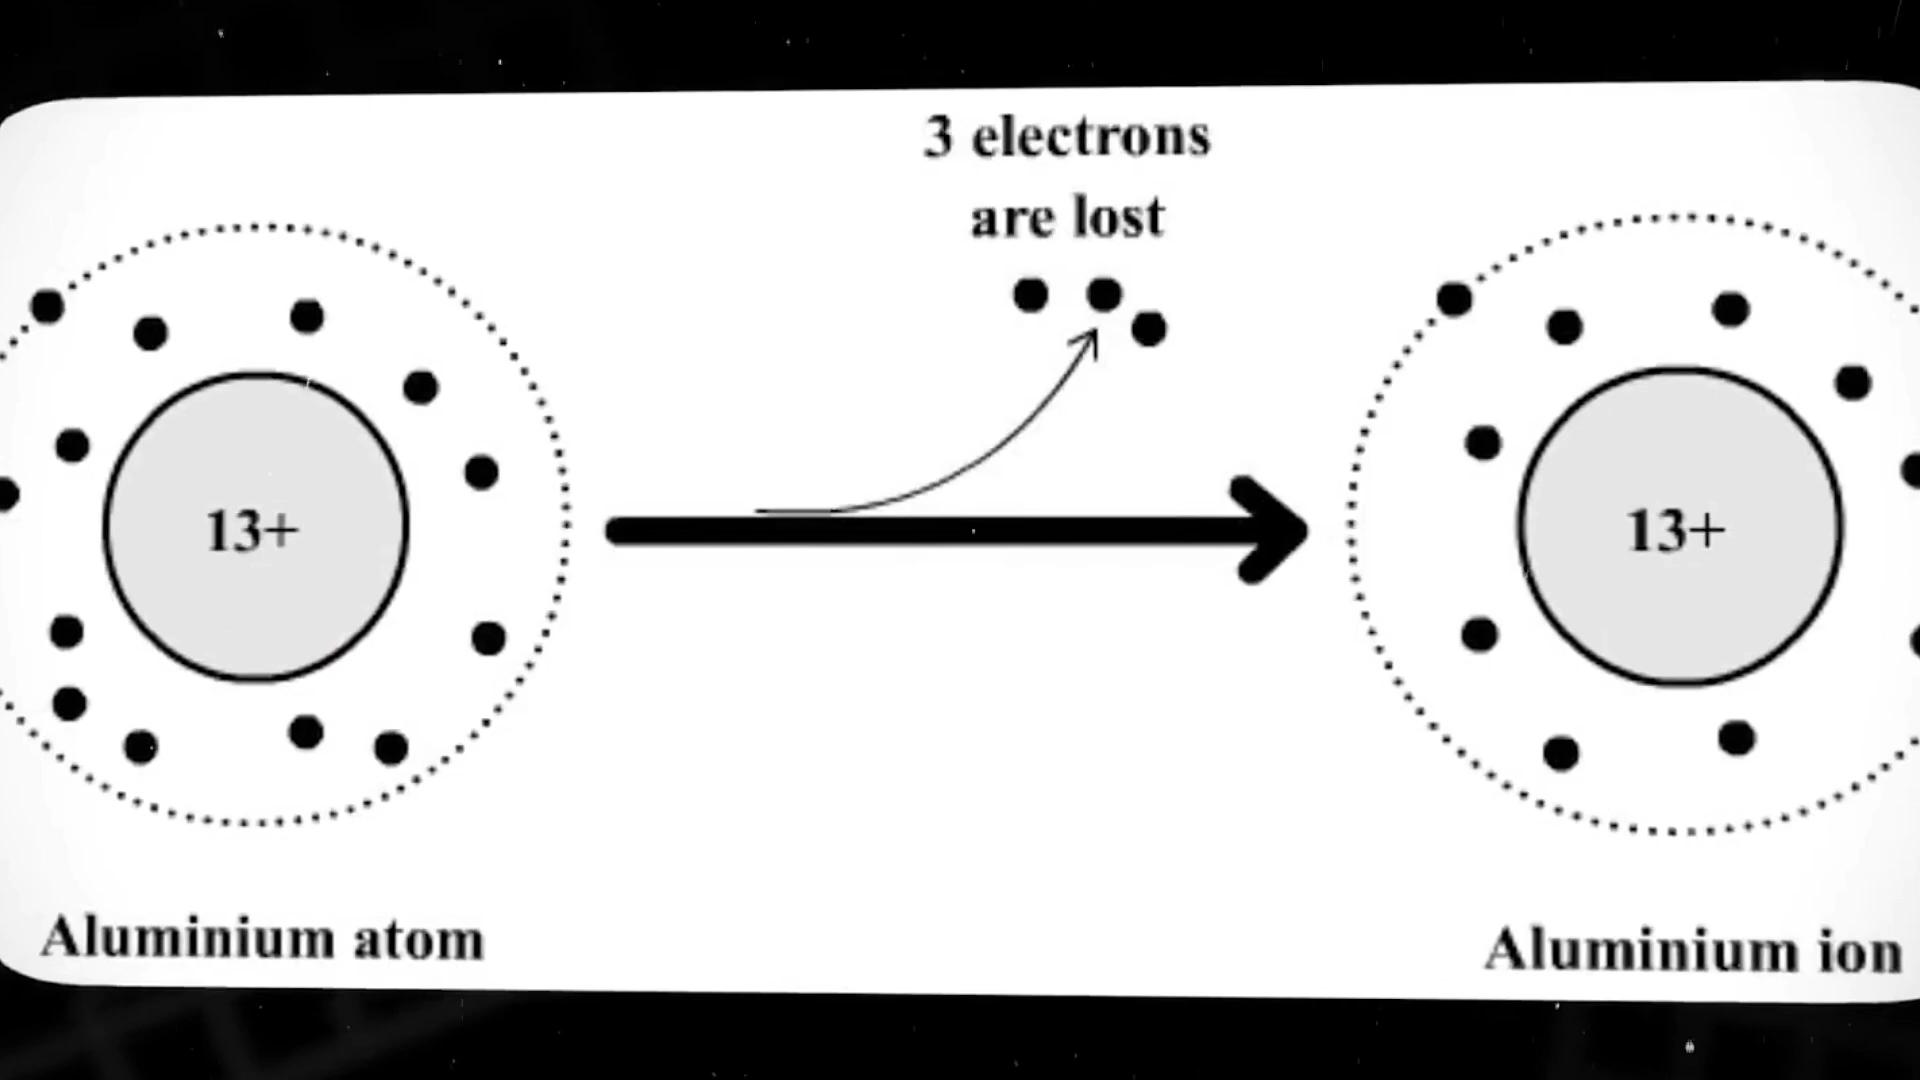 3 electrons
are lost
13+
13+
Aluminium atom
Aluminium ion